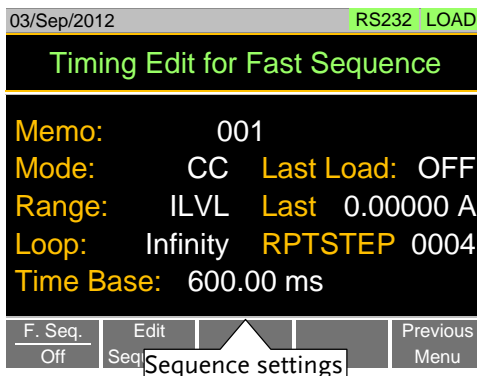 03/Sep/2012 RS232 LOAD
Timing Edit for Fast Sequence
Memo: 001
Mode: CC Last Load: OFF
Range: ILVL Last 0.00000 A
Loop: Infinity RPTSTEP 0004
Time Base: 600.00 ms
F. Seq. Edit Previous
Off Menu
Sequence settings